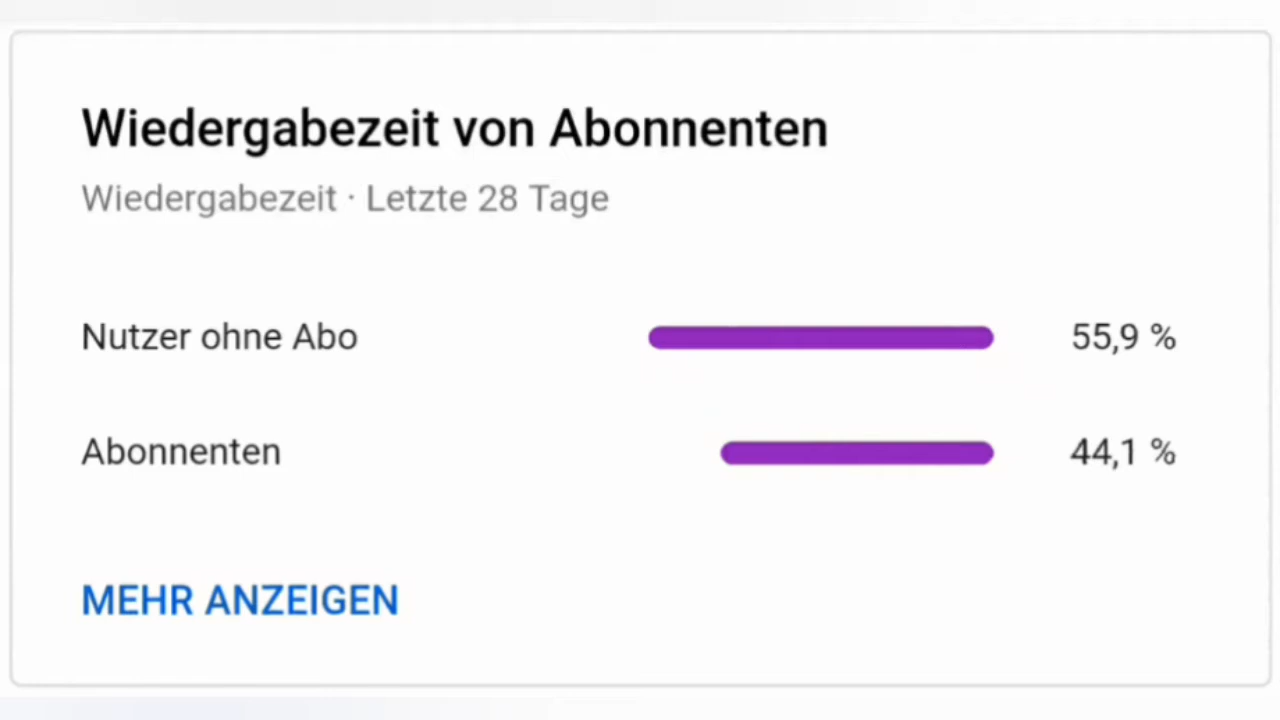 Wiedergabezeit von Abonnenten
Wiedergabezeit · Letzte 28 Tage
Nutzer ohne Abo 55,9 %
Abonnenten 44,1 %
MEHR ANZEIGEN